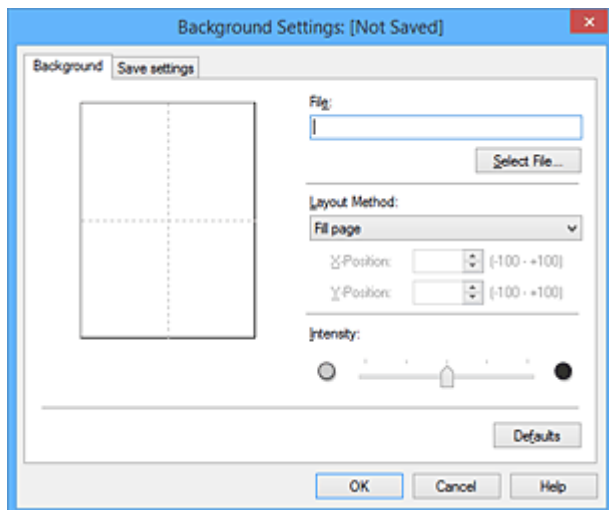 Background Settings: [Not Saved]
Background Save settings
File:
Select File...
Layout Method:
Fill page
X-Position: (-100 - +100)
Y-Position: (-100 - +100)
Intensity:
Defaults
OK Cancel Help